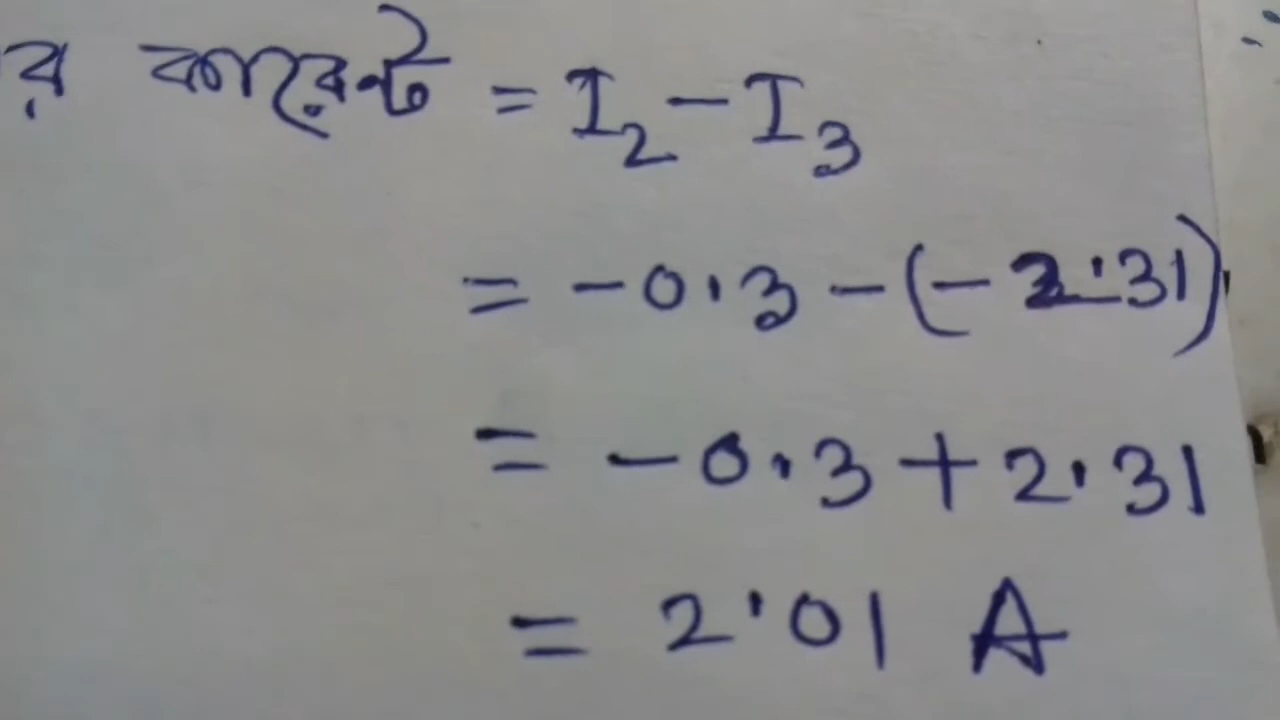 র কারেন্ট = I₂ - I₃
= - 0.3 - (- 2.31)
= - 0.3 + 2.31
= 2.01 A